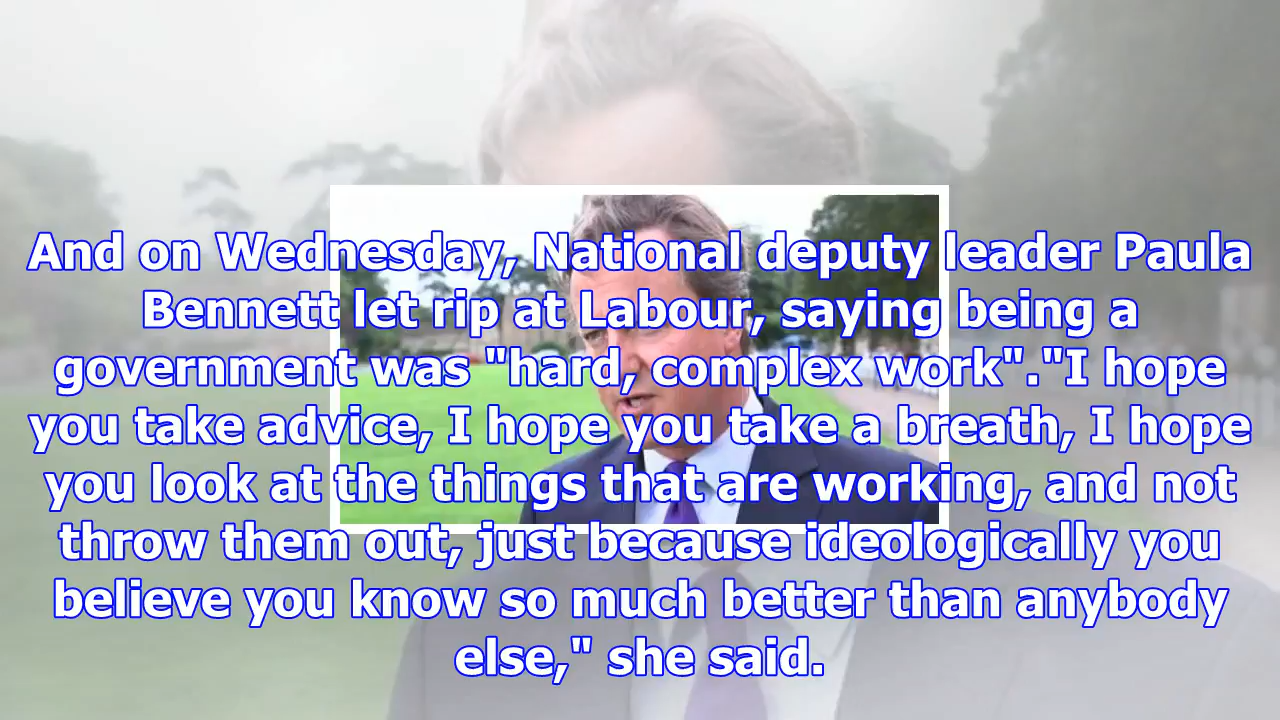 And on Wednesday, National deputy leader Paula
Bennett let rip at Labour, saying being a
government was "hard, complex work"."I hope
you take advice, I hope you take a breath, I hope
you look at the things that are working, and not
throw them out, just because ideologically you
believe you know so much better than anybody
else," she said.